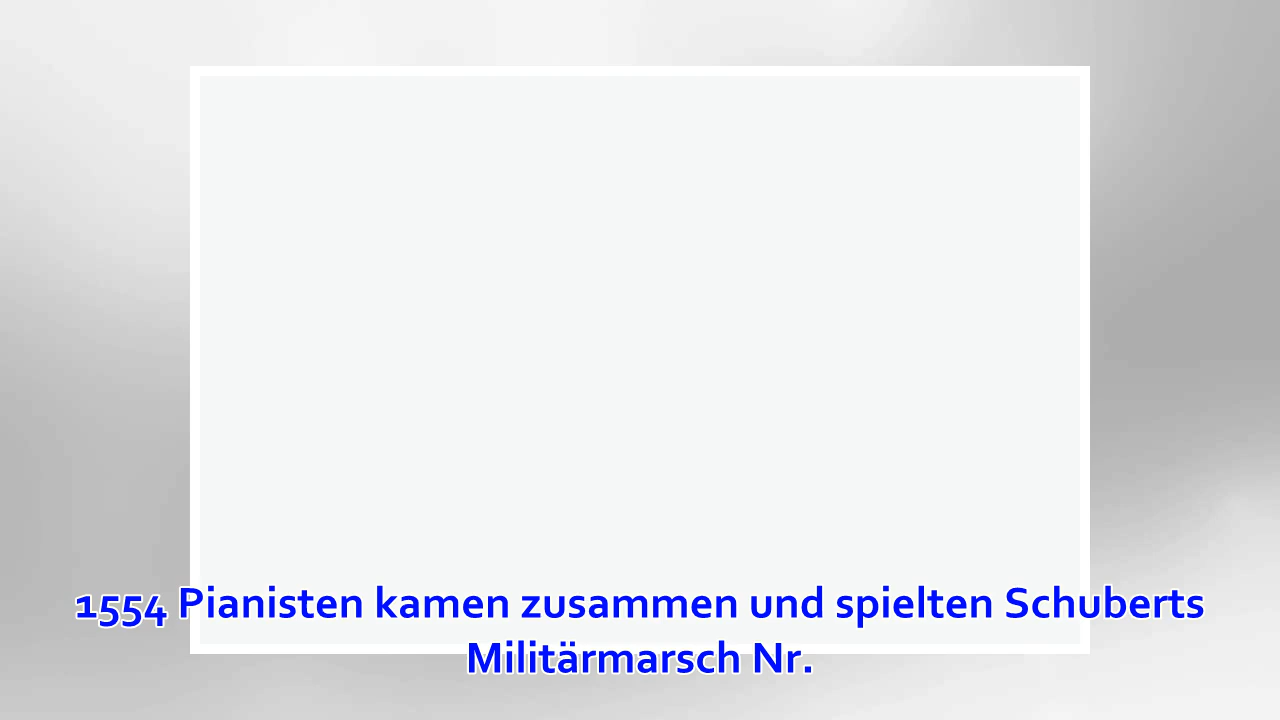 1554 Pianisten kamen zusammen und spielten Schuberts
Militärmarsch Nr.